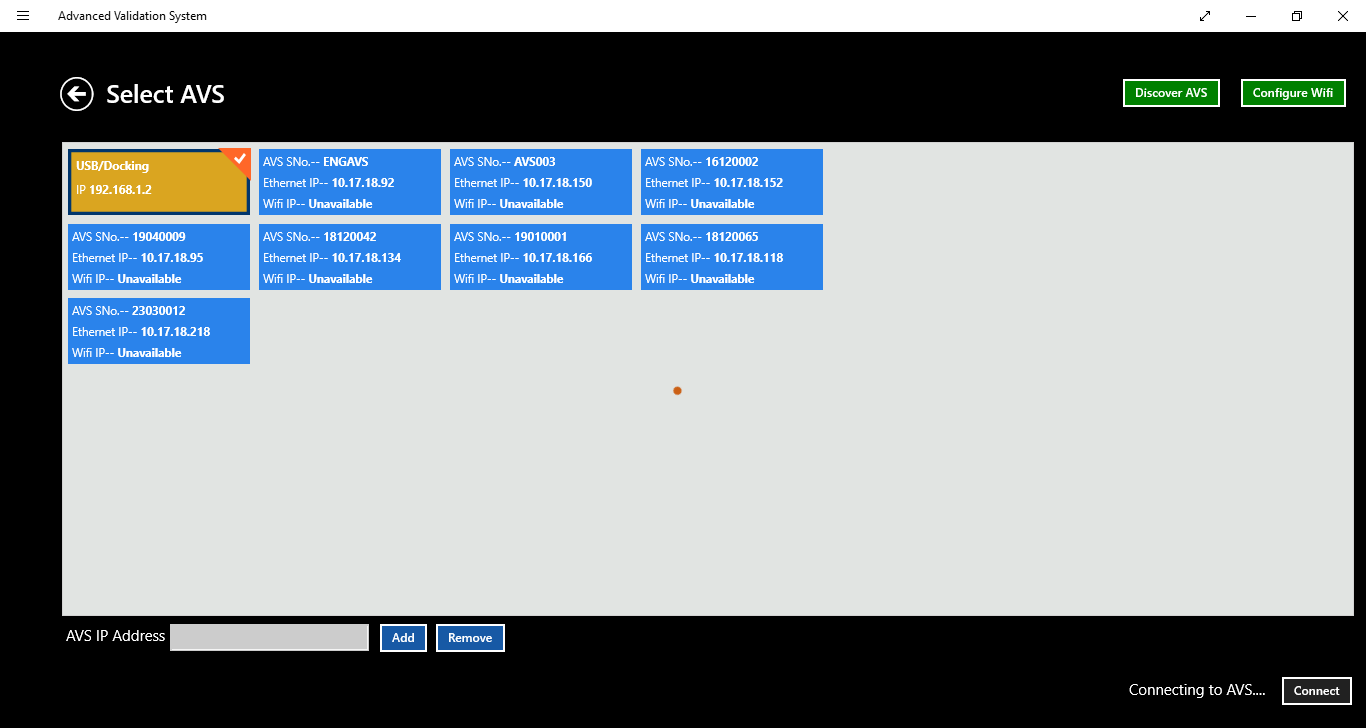 Advanced Validation System
Select AVS
Discover AVS
Configure Wifi
USB/Docking
IP 192.168.1.2
AVS SNo.-- ENGAVS
Ethernet IP-- 10.17.18.92
Wifi IP-- Unavailable
AVS SNo.-- AVS003
Ethernet IP-- 10.17.18.150
Wifi IP-- Unavailable
AVS SNo.-- 16120002
Ethernet IP-- 10.17.18.152
Wifi IP-- Unavailable
AVS SNo.-- 19040009
Ethernet IP-- 10.17.18.95
Wifi IP-- Unavailable
AVS SNo.-- 18120042
Ethernet IP-- 10.17.18.134
Wifi IP-- Unavailable
AVS SNo.-- 19010001
Ethernet IP-- 10.17.18.166
Wifi IP-- Unavailable
AVS SNo.-- 18120065
Ethernet IP-- 10.17.18.118
Wifi IP-- Unavailable
AVS SNo.-- 23030012
Ethernet IP-- 10.17.18.218
Wifi IP-- Unavailable
AVS IP Address
Add
Remove
Connecting to AVS....
Connect